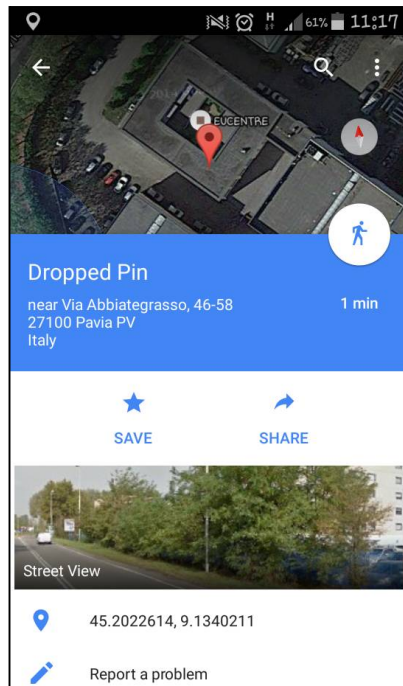 H 61% 11:17
EUCENTRE
Dropped Pin
near Via Abbiategrasso, 46-58
1 min
27100 Pavia PV
Italy
SAVE
SHARE
Street View
45.2022614, 9.1340211
Report a problem